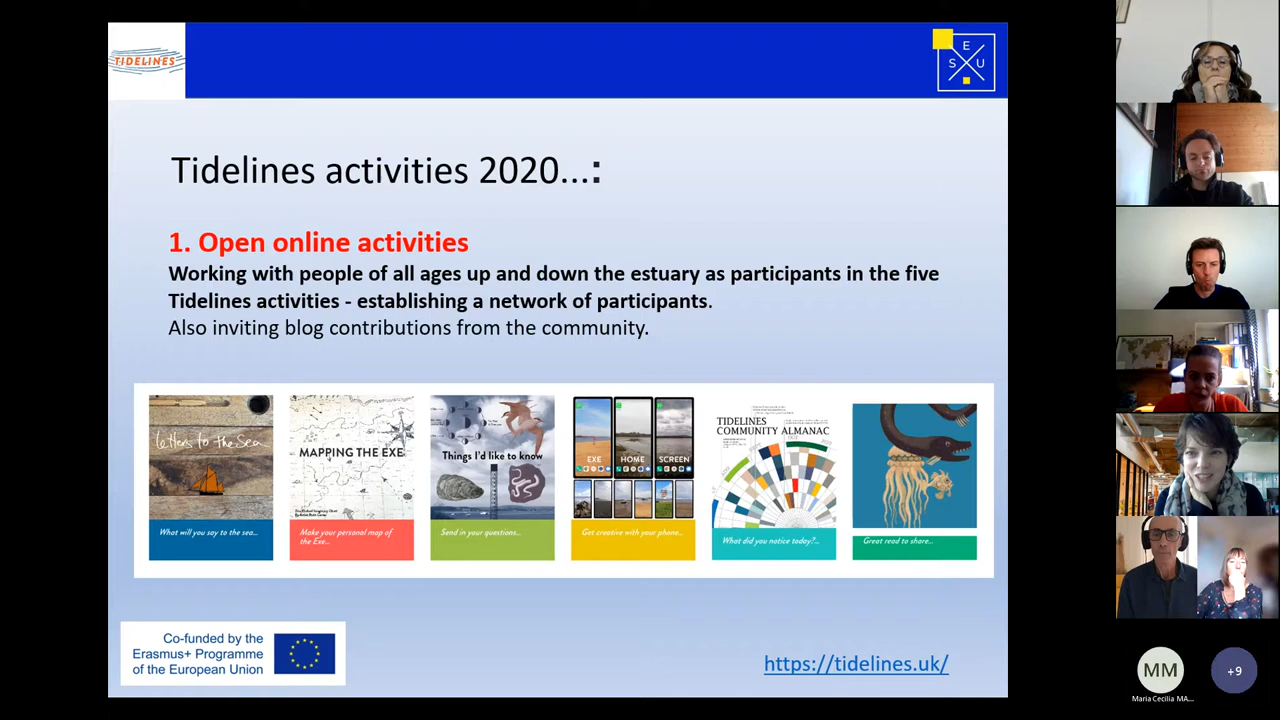 TIDELINES
E
S U
Tidelines activities 2020...:
1. Open online activities
Working with people of all ages up and down the estuary as participants in the five
Tidelines activities - establishing a network of participants.
Also inviting blog contributions from the community.
letters to the Sea
What will you say to the sea...
MAPPING THE EXE
Make your personal map of
the Exe...
Things I'd like to know
Send in your questions...
EXE HOME SCREEN
Get creative with your phone...
TIDELINES
COMMUNITY ALMANAC
What did you notice today?...
Great read to share...
Co-funded by the
Erasmus+ Programme
of the European Union
https://tidelines.uk/
MM
Maria Cecilia MA...
+9